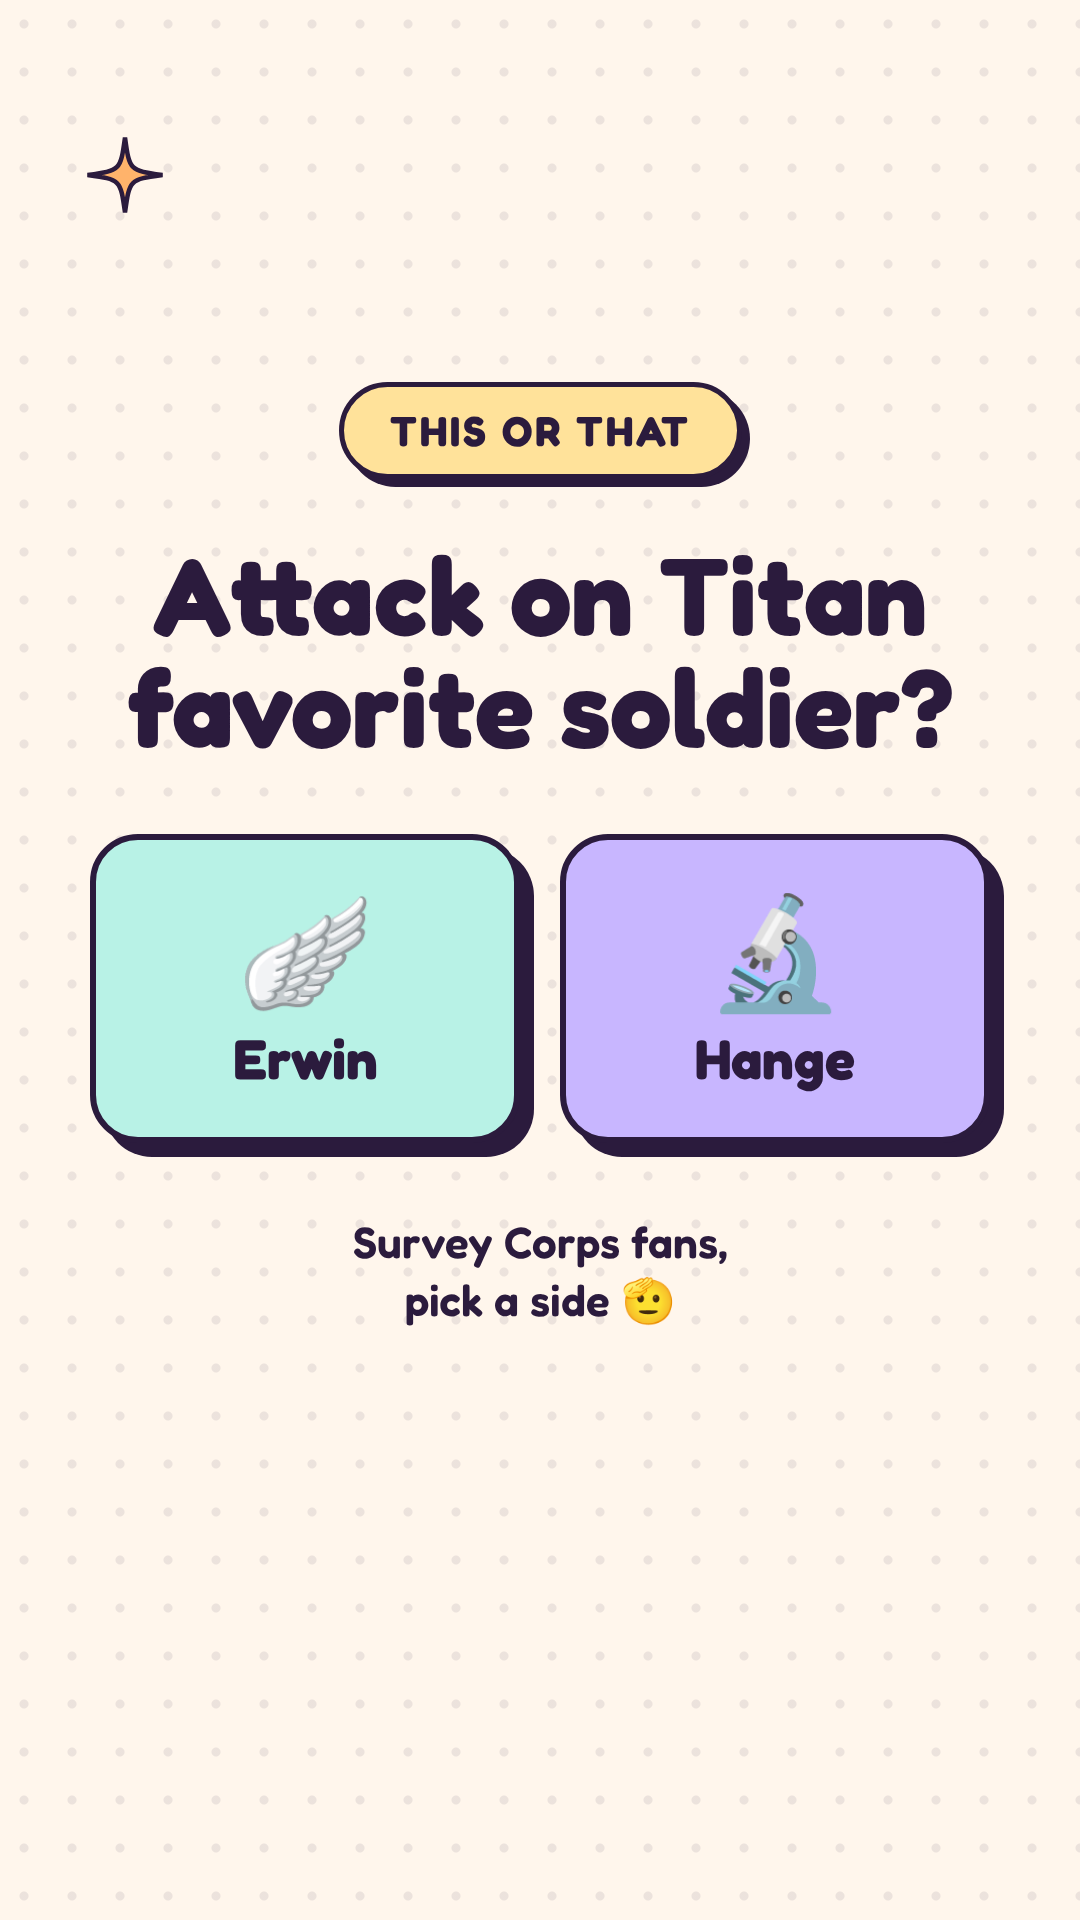 THIS OR THAT
Attack on Titan
favorite soldier?
Erwin
Hange
Survey Corps fans,
pick a side 🫡